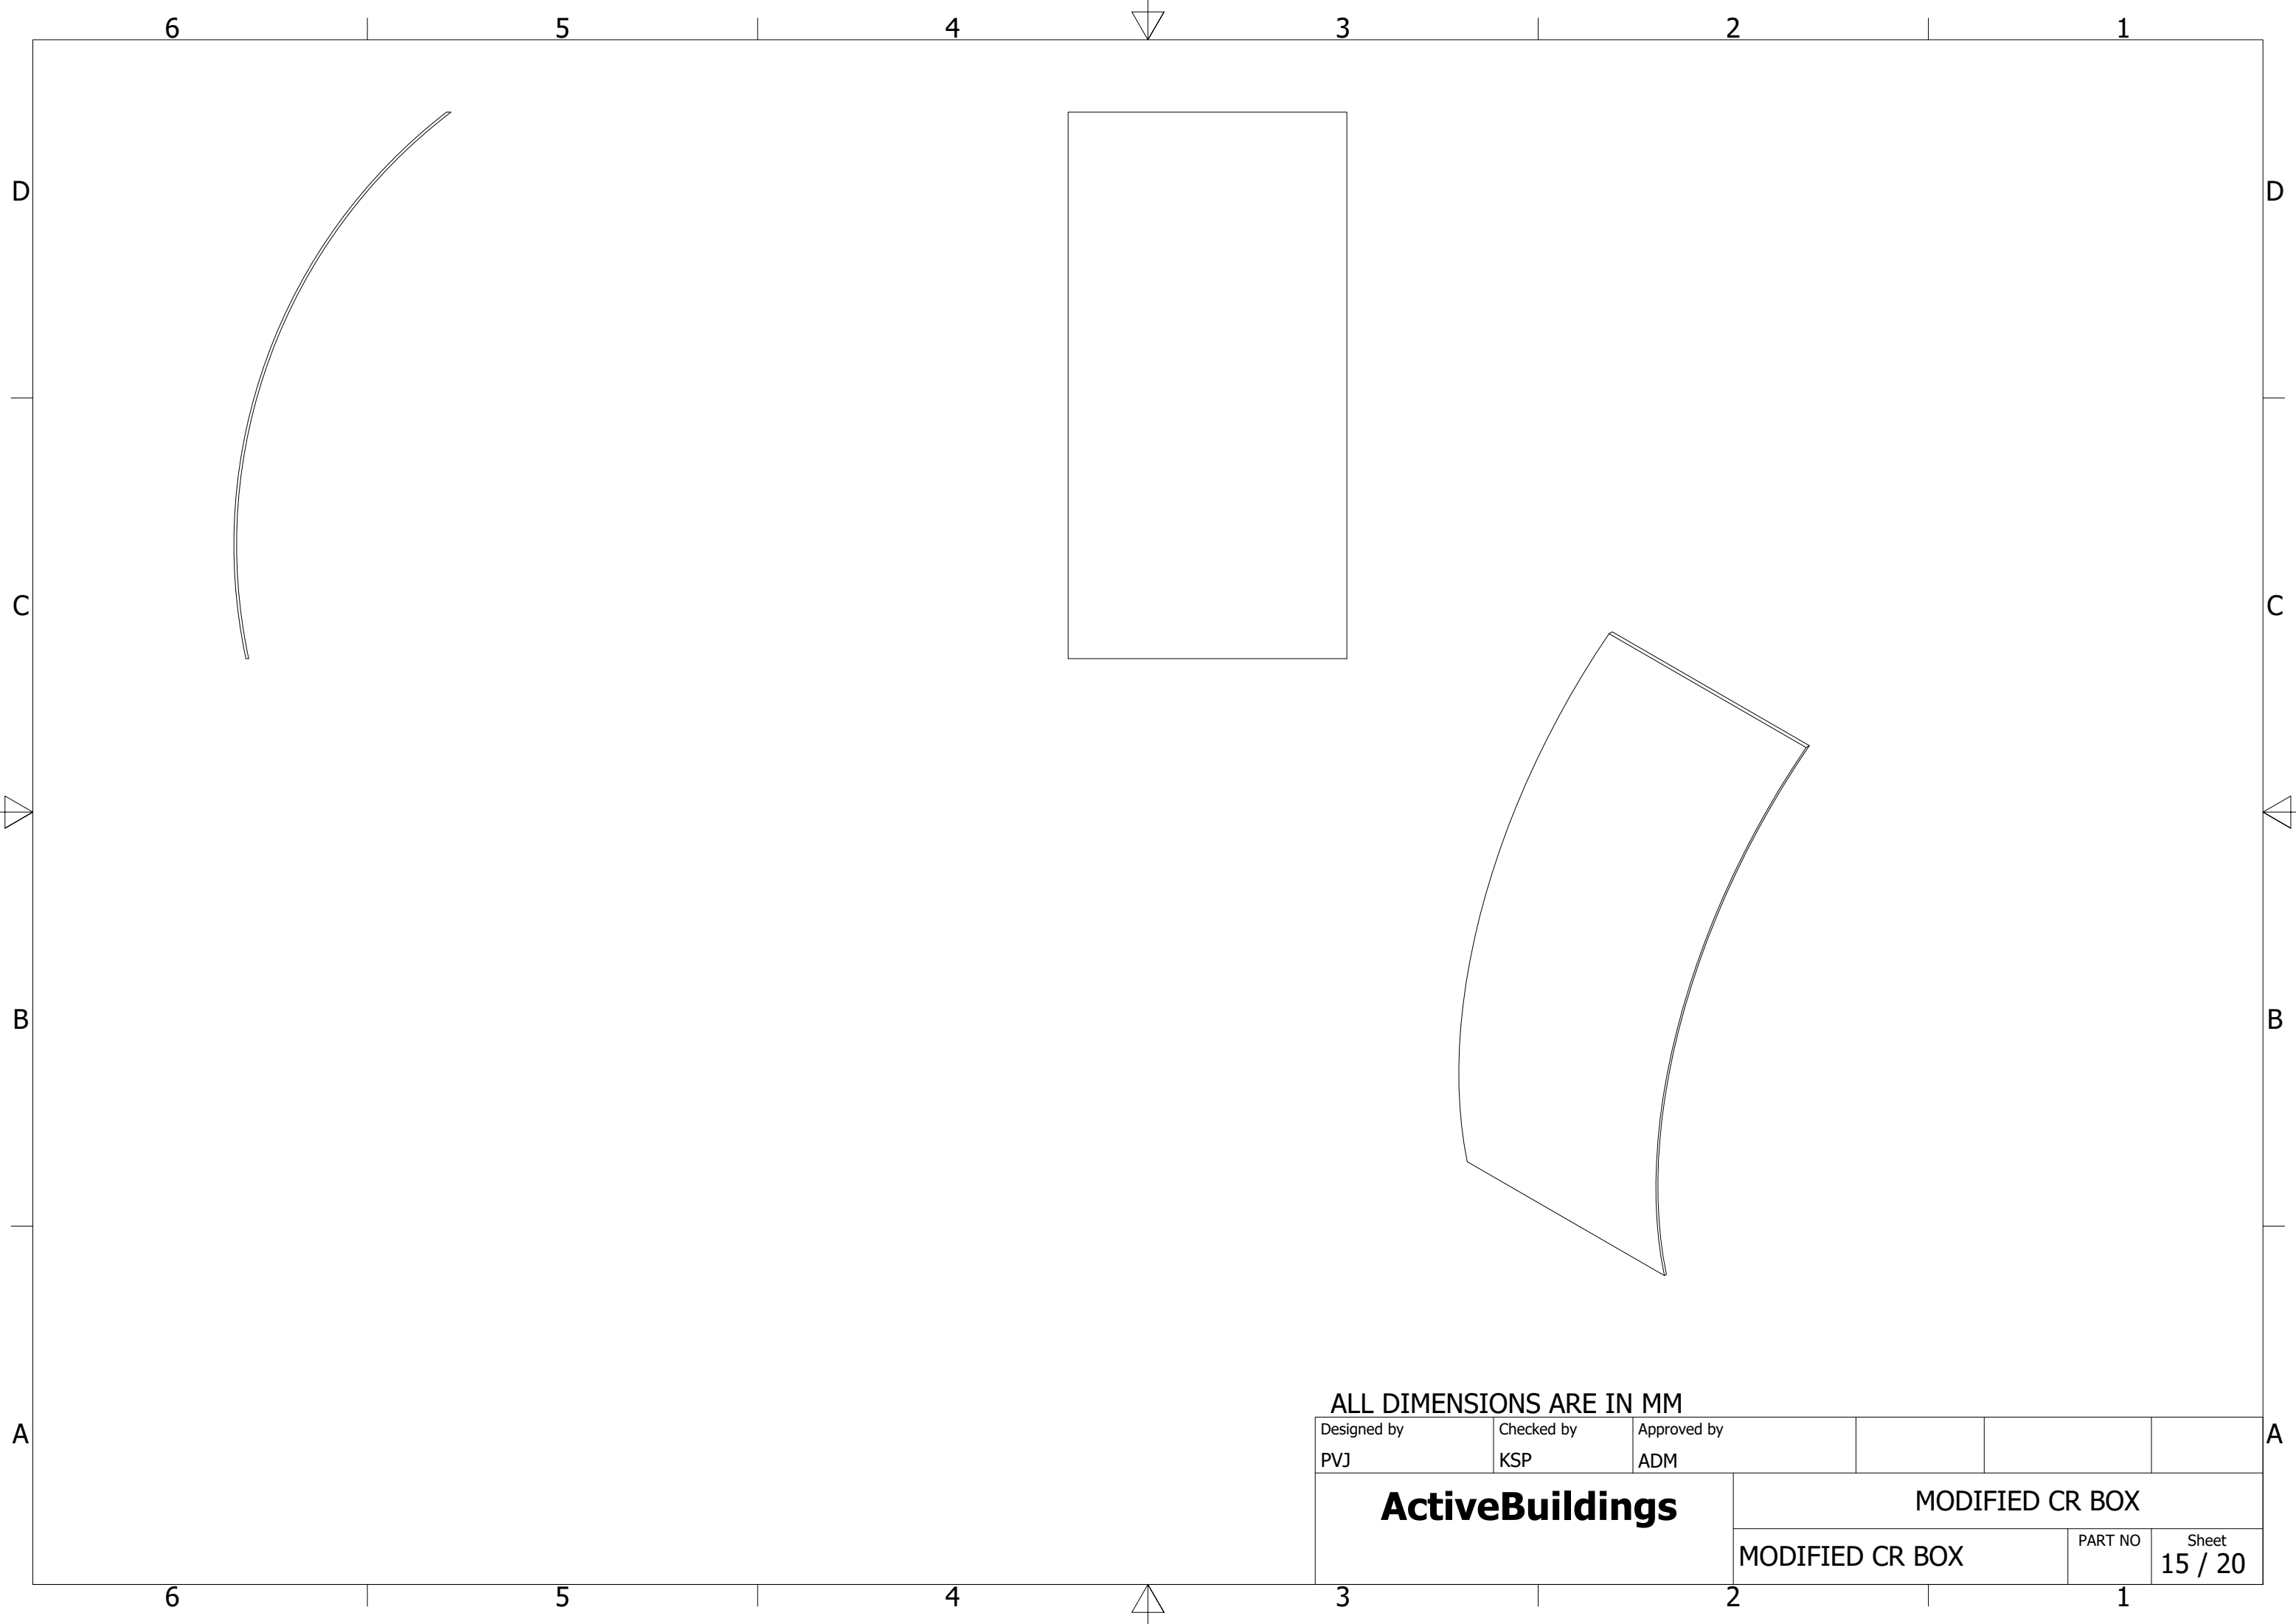 6 5 4 3 2 1
D D
C C
B B
ALL DIMENSIONS ARE IN MM
A A
Designed by Checked by Approved by
PVJ KSP ADM
ActiveBuildings
MODIFIED CR BOX
MODIFIED CR BOX
PART NO
Sheet
15 / 20
6 5 4 3 2 1